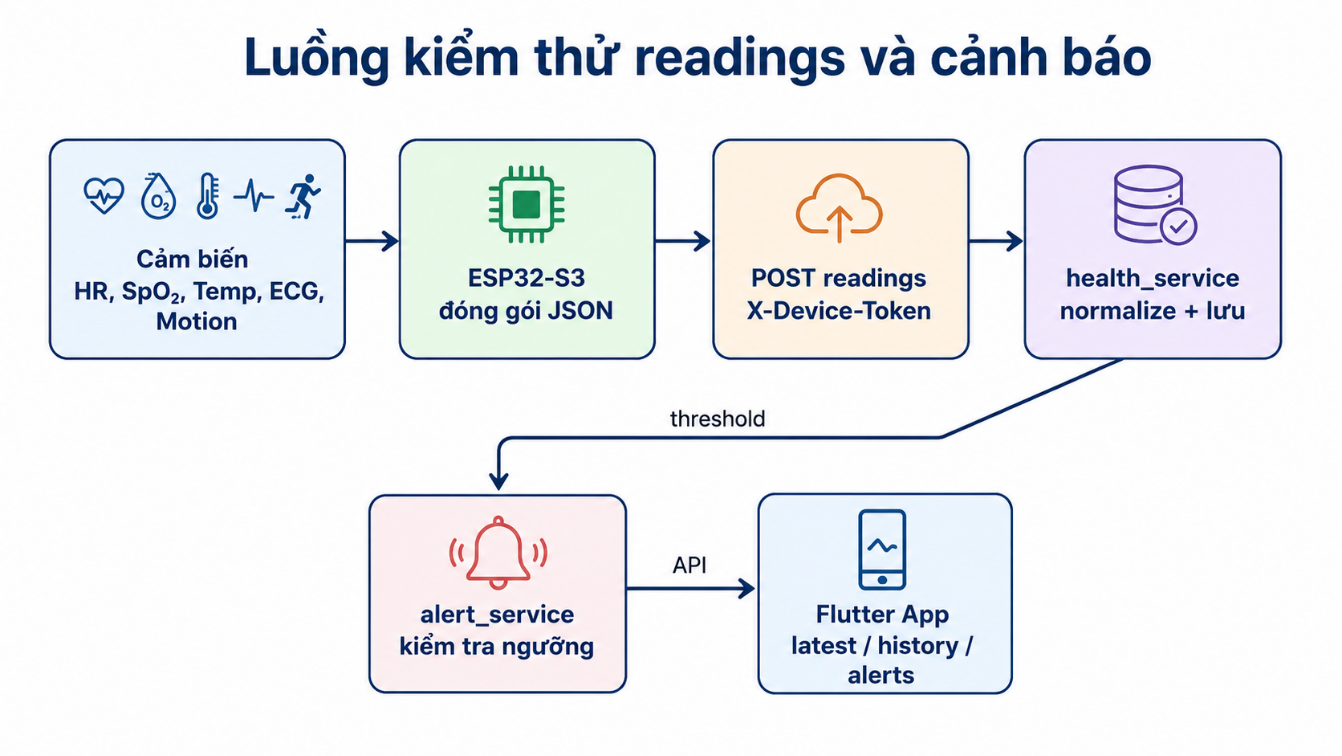 Luồng kiểm thử readings và cảnh báo
O₂
Cảm biến
HR, SpO₂, Temp, ECG,
Motion
ESP32-S3
đóng gói JSON
POST readings
X-Device-Token
health_service
normalize + lưu
threshold
alert_service
kiểm tra ngưỡng
API
Flutter App
latest / history /
alerts